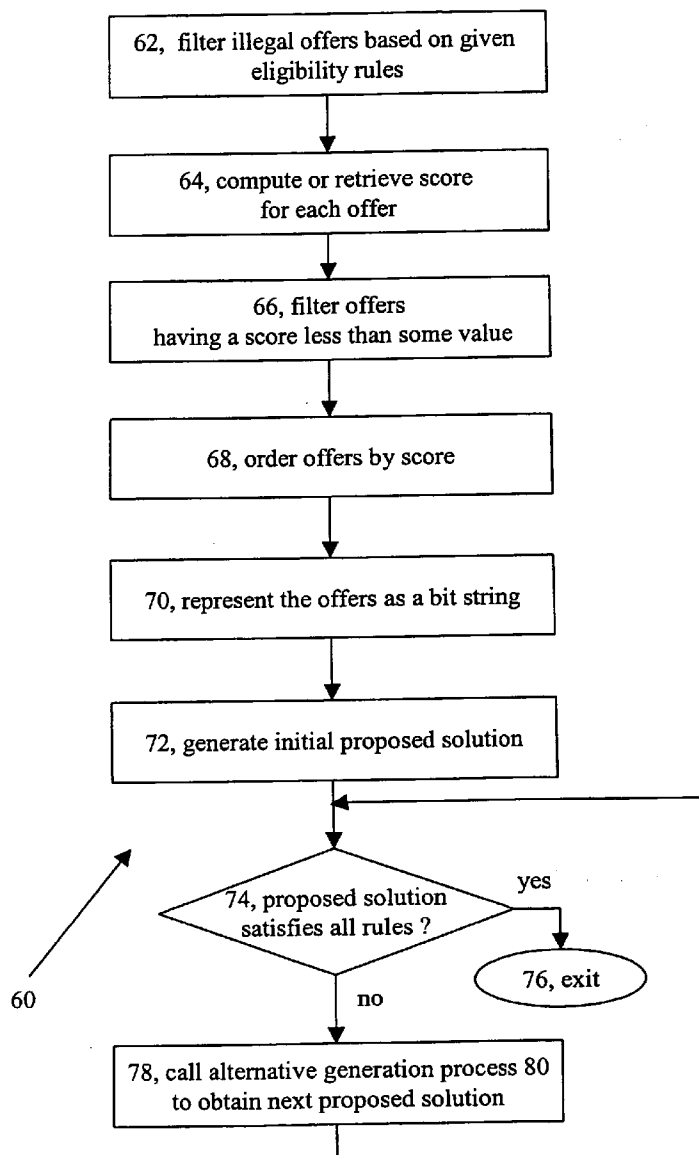 62, filter illegal offers based on given
eligibility rules
64, compute or retrieve score
for each offer
66, filter offers
having a score less than some value
68, order offers by score
70, represent the offers as a bit string
72, generate initial proposed solution
74, proposed solution
satisfies all rules ?
yes
76, exit
60
no
78, call alternative generation process 80
to obtain next proposed solution